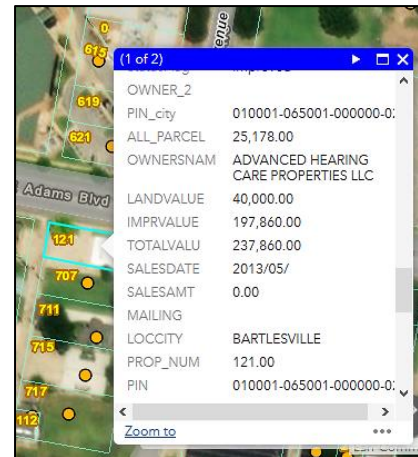 0
615
enue
619
621
Adams Blvd
121
707
711
715
717
112
(1 of 2)
OWNER_2
PIN_city 010001-065001-000000-02
ALL_PARCEL 25,178.00
OWNERSNAM ADVANCED HEARING
CARE PROPERTIES LLC
LANDVALUE 40,000.00
IMPRVALUE 197,860.00
TOTALVALU 237,860.00
SALESDATE 2013/05/
SALESAMT 0.00
MAILING
LOCCITY BARTLESVILLE
PROP_NUM 121.00
PIN 010001-065001-000000-02
Zoom to